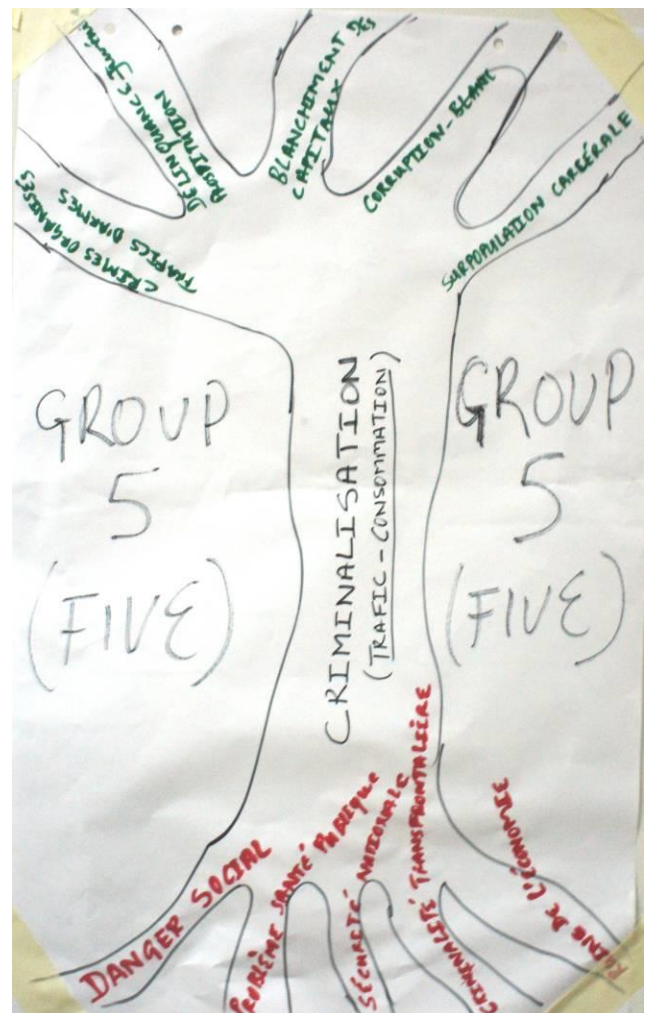 CRIMES ORGANISÉS
TRAFICS D'ARMES
DÉLINQUANCE Juvénile
PROSTITUTION
BLANCHIMENT DES
CAPITAUX
CORRUPTION - BLANC
SURPOPULATION CARCÉRALE
GROUP
5
(FIVE)
CRIMINALISATION
(TRAFIC - CONSOMMATION)
GROUP
5
(FIVE)
DANGER SOCIAL
PROBLÈME SANTÉ PUBLIQUE
SÉCURITÉ NATIONALE
CRIMINALITÉ TRANSFRONTALIÈRE
RUINE DE L'ÉCONOMIE